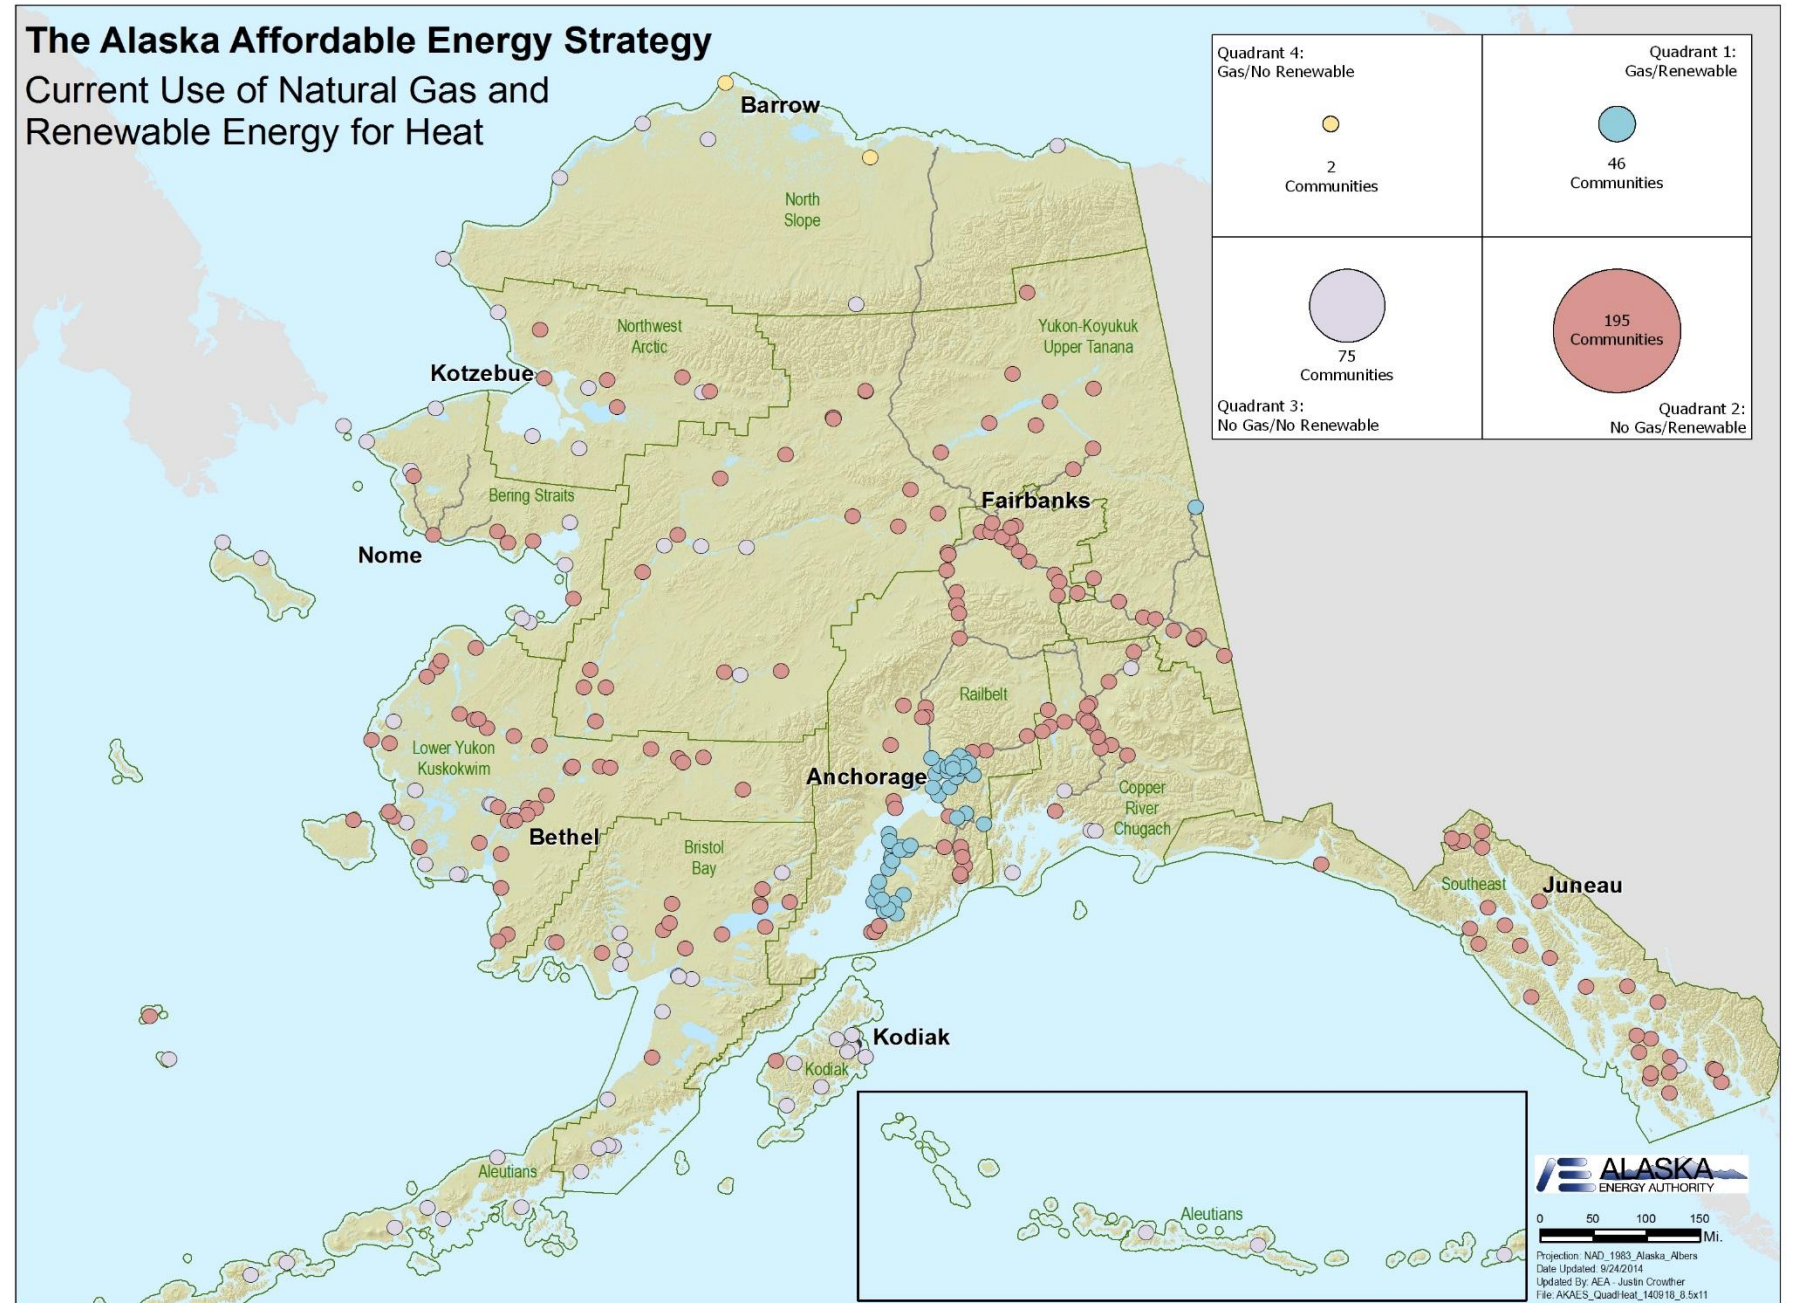 The Alaska Affordable Energy Strategy
Current Use of Natural Gas and
Renewable Energy for Heat
Quadrant 4:
Gas/No Renewable
2
Communities
Quadrant 1:
Gas/Renewable
46
Communities
75
Communities
Quadrant 3:
No Gas/No Renewable
195
Communities
Quadrant 2:
No Gas/Renewable
Barrow
North
Slope
Northwest
Arctic
Yukon-Koyukuk
Upper Tanana
Kotzebue
Bering Straits
Fairbanks
Nome
Railbelt
Lower Yukon
Kuskokwim
Anchorage
Copper
River
Chugach
Bethel
Bristol
Bay
Southeast
Juneau
Kodiak
Kodiak
Aleutians
Aleutians
ALASKA
ENERGY AUTHORITY
0 50 100 150
Mi.
Projection: NAD_1983_Alaska_Albers
Date Updated: 9/24/2014
Updated By: AEA - Justin Crowther
File: AKAES_QuadHeat_140918_8.5x11